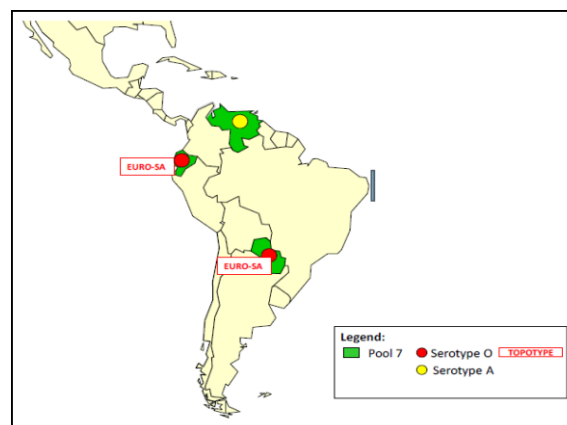 EURO-SA
EURO-SA
Legend:
Pool 7
Serotype O
TOPOTYPE
Serotype A